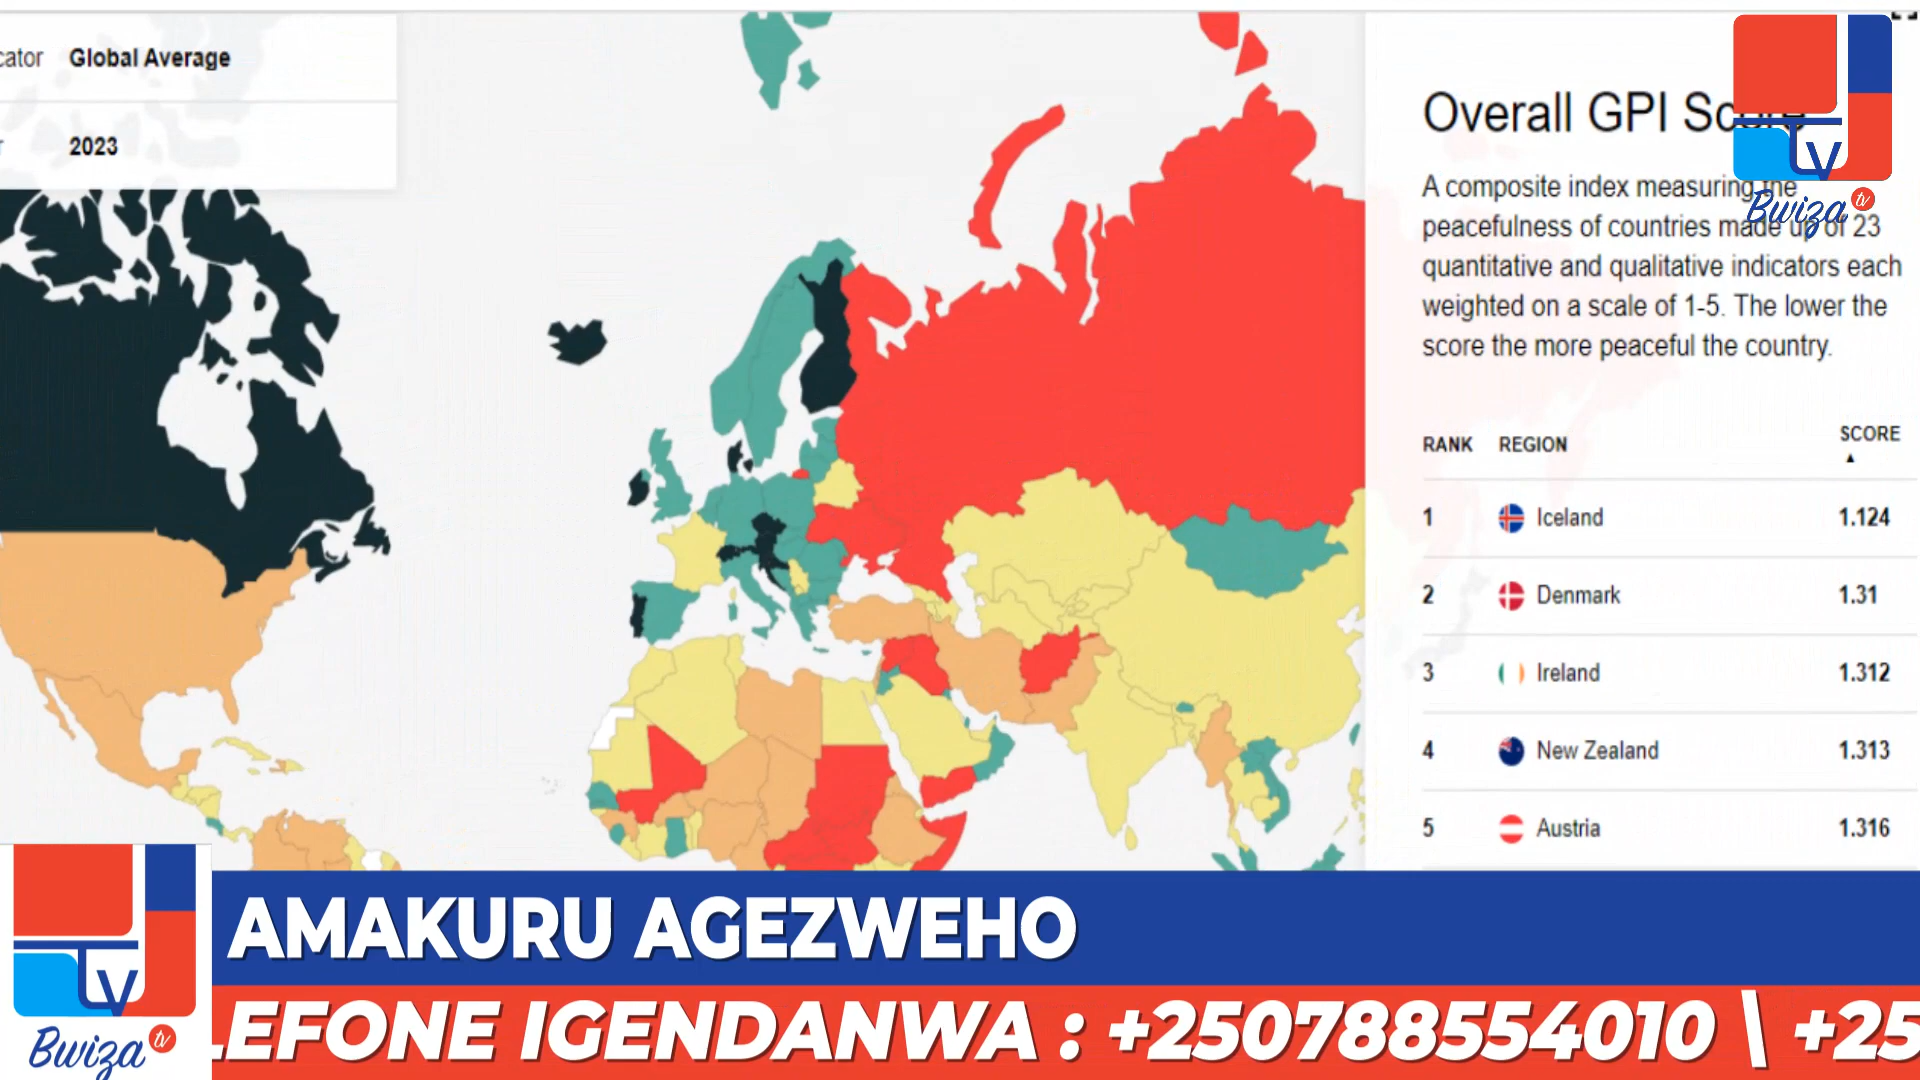 cator Global Average
2023
Overall GPI Score
A composite index measuring the
peacefulness of countries made up of 23
quantitative and qualitative indicators each
weighted on a scale of 1-5. The lower the
score the more peaceful the country.
RANK REGION SCORE
1 Iceland 1.124
2 Denmark 1.31
3 Ireland 1.312
4 New Zealand 1.313
5 Austria 1.316
TV
Bwiza tv
AMAKURU AGEZWEHO
LEFONE IGENDANWA : +250788554010 \ +25
TV
Bwiza tv